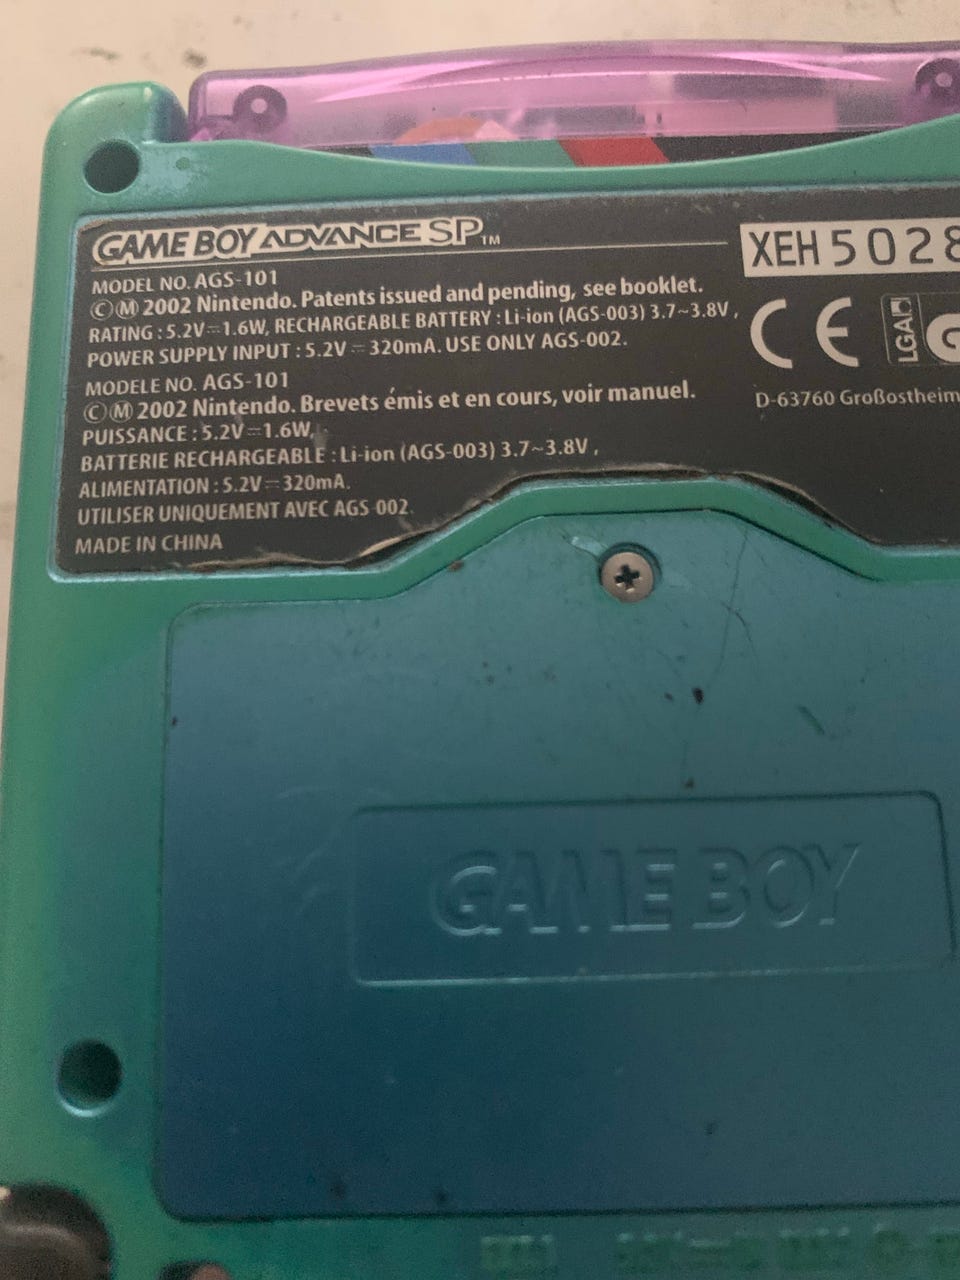 GAME BOY ADVANCE SP TM
XEH 5028
MODEL NO. AGS-101
Ⓒ Ⓜ 2002 Nintendo. Patents issued and pending, see booklet.
RATING : 5.2V⎓1.6W, RECHARGEABLE BATTERY : Li-ion (AGS-003) 3.7~3.8V,
POWER SUPPLY INPUT : 5.2V⎓320mA. USE ONLY AGS-002.
MODELE NO. AGS-101
Ⓒ Ⓜ 2002 Nintendo. Brevets émis et en cours, voir manuel.
PUISSANCE : 5.2V⎓1.6W,
BATTERIE RECHARGEABLE : Li-ion (AGS-003) 3.7~3.8V,
ALIMENTATION : 5.2V⎓320mA.
UTILISER UNIQUEMENT AVEC AGS 002.
MADE IN CHINA
CE
LGAI
D-63760 Großostheim
GAME BOY